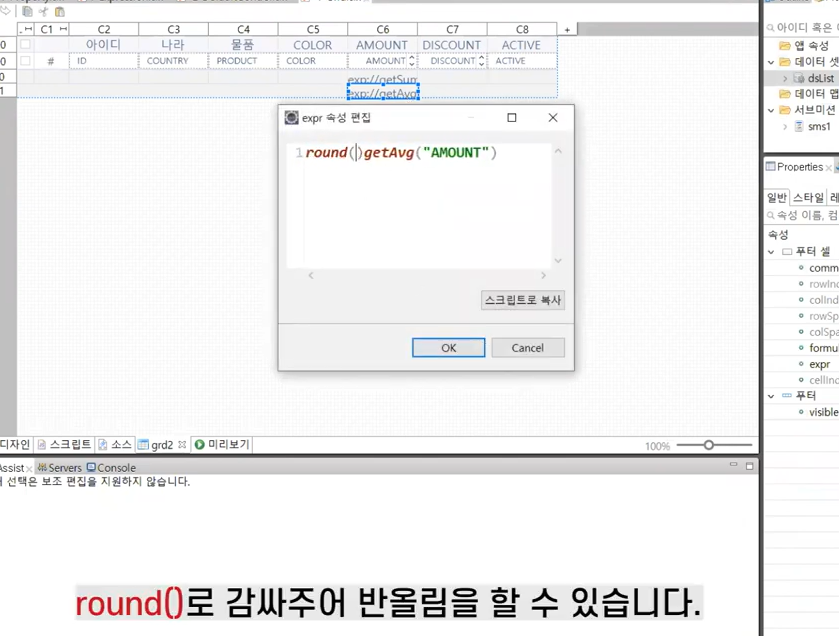 C1 C2 C3 C4 C5 C6 C7 C8 +
0 아이디 나라 물품 COLOR AMOUNT DISCOUNT ACTIVE
0 # ID COUNTRY PRODUCT COLOR AMOUNT DISCOUNT ACTIVE
0 exp://getSum
1 exp://getAvg
expr 속성 편집
1 round()getAvg("AMOUNT")
스크립트로 복사
OK Cancel
디자인 스크립트 소스 grd2 미리보기
100%
Assist Servers Console
선택은 보조 편집을 지원하지 않습니다.
아이디 혹은
앱 속성
데이터 셋
dsList
데이터 맵
서브미션
sms1
Properties
일반 스타일
속성 이름, 컴
속성
푸터 셀
comm
rowInd
colInd
rowSp
colSpa
formul
expr
cellInd
푸터
visible
round()로 감싸주어 반올림을 할 수 있습니다.